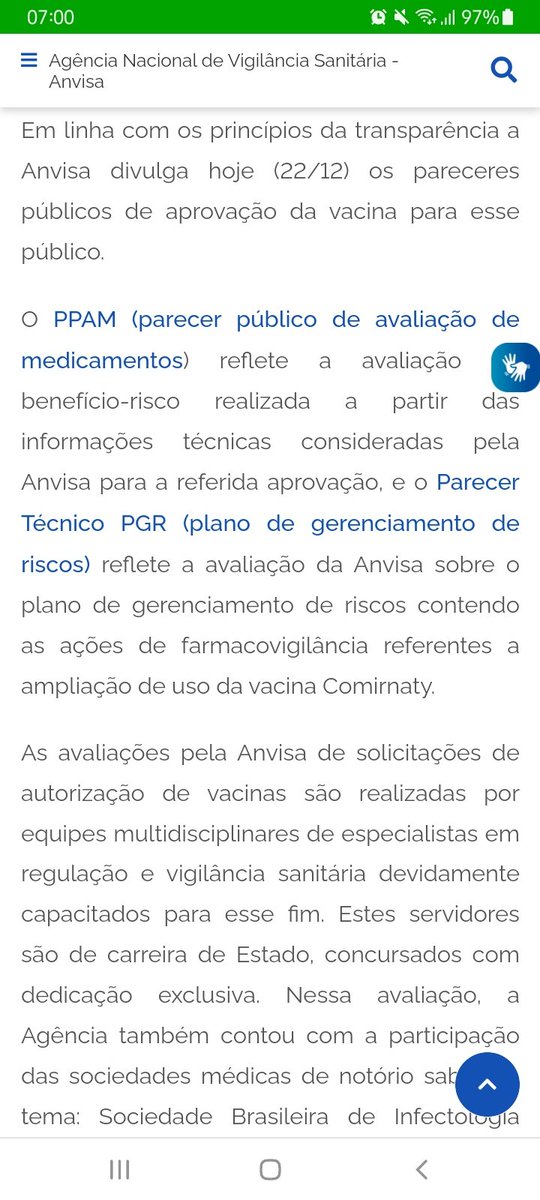 07:00 97%
Agência Nacional de Vigilância Sanitária -
Anvisa
Em linha com os princípios da transparência a
Anvisa divulga hoje (22/12) os pareceres
públicos de aprovação da vacina para esse
público.
O PPAM (parecer público de avaliação de
medicamentos) reflete a avaliação
benefício-risco realizada a partir das
informações técnicas consideradas pela
Anvisa para a referida aprovação, e o Parecer
Técnico PGR (plano de gerenciamento de
riscos) reflete a avaliação da Anvisa sobre o
plano de gerenciamento de riscos contendo
as ações de farmacovigilância referentes a
ampliação de uso da vacina Comirnaty.
As avaliações pela Anvisa de solicitações de
autorização de vacinas são realizadas por
equipes multidisciplinares de especialistas em
regulação e vigilância sanitária devidamente
capacitados para esse fim. Estes servidores
são de carreira de Estado, concursados com
dedicação exclusiva. Nessa avaliação, a
Agência também contou com a participação
das sociedades médicas de notório
tema: Sociedade Brasileira de Infectologia